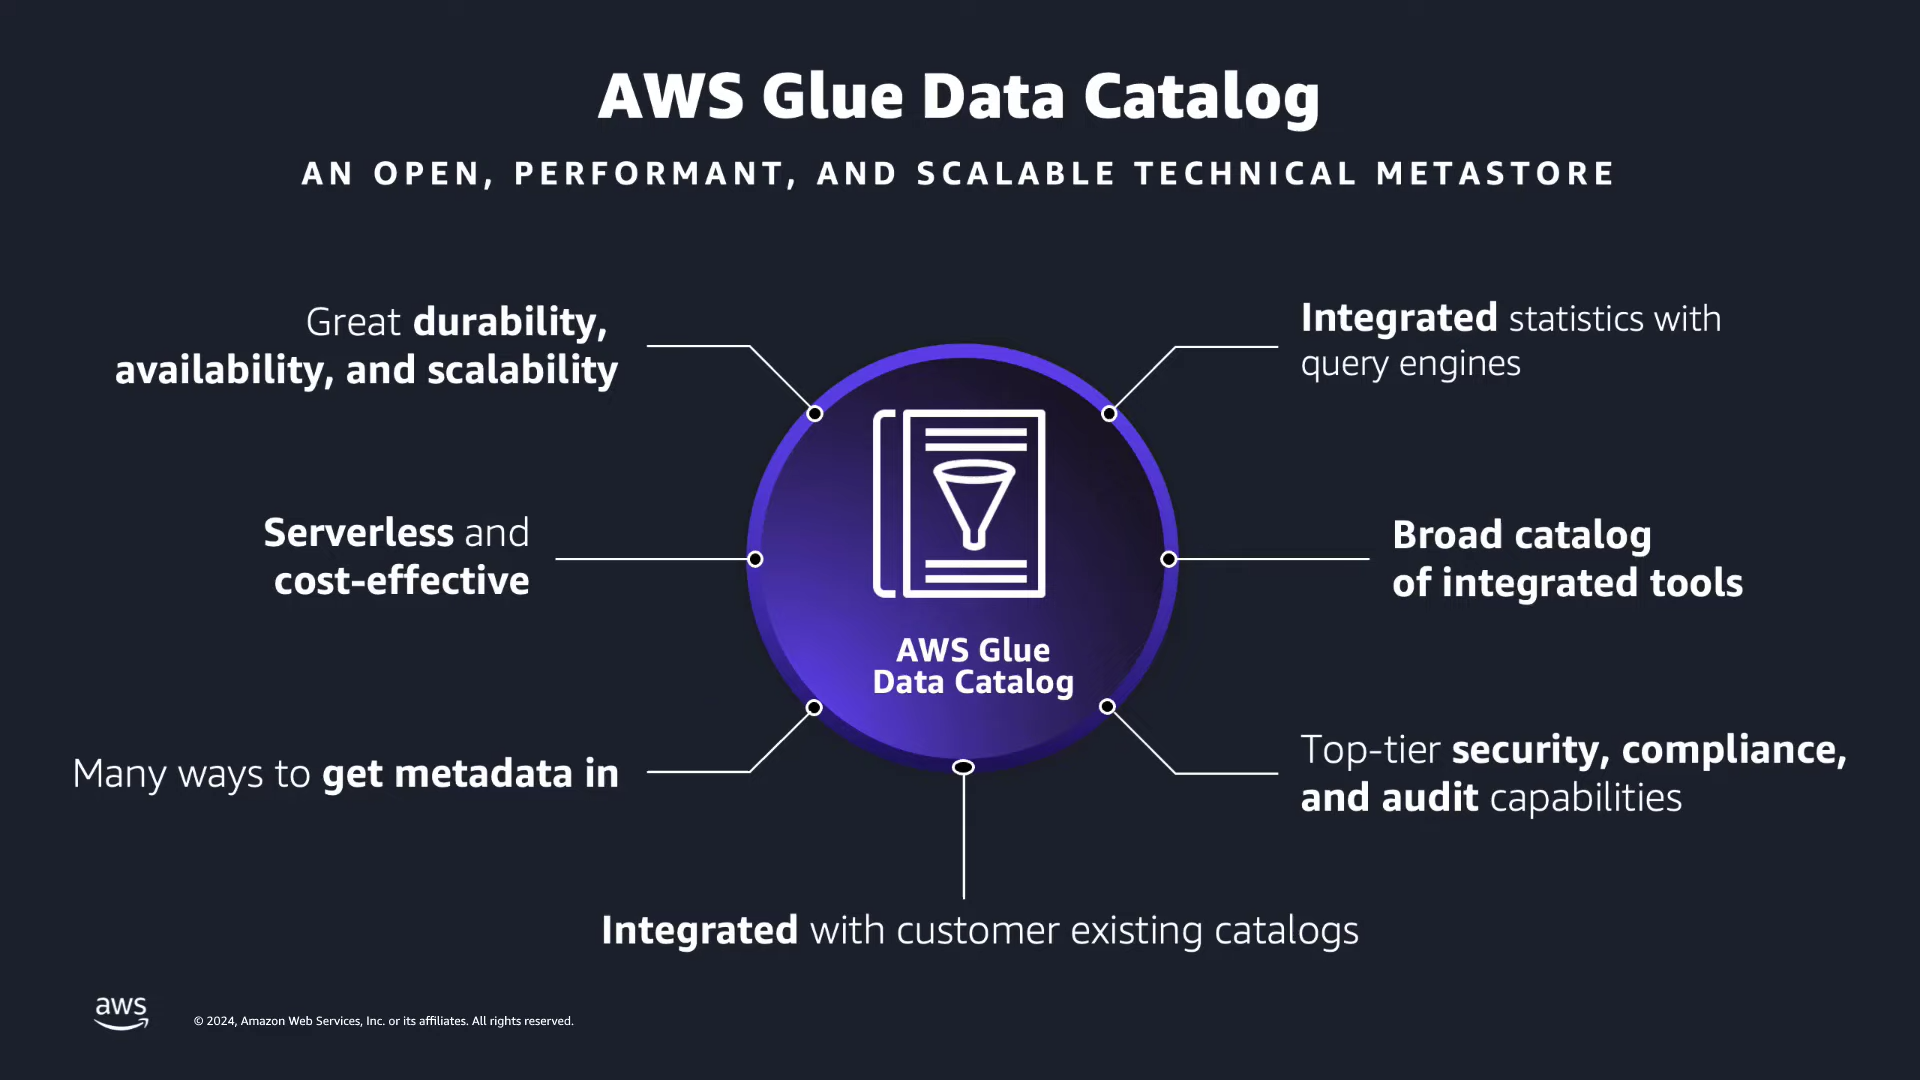 AWS Glue Data Catalog
AN OPEN, PERFORMANT, AND SCALABLE TECHNICAL METASTORE
Great durability,
availability, and scalability
Serverless and
cost-effective
Many ways to get metadata in
AWS Glue
Data Catalog
Integrated statistics with
query engines
Broad catalog
of integrated tools
Top-tier security, compliance,
and audit capabilities
Integrated with customer existing catalogs
aws
© 2024, Amazon Web Services, Inc. or its affiliates. All rights reserved.